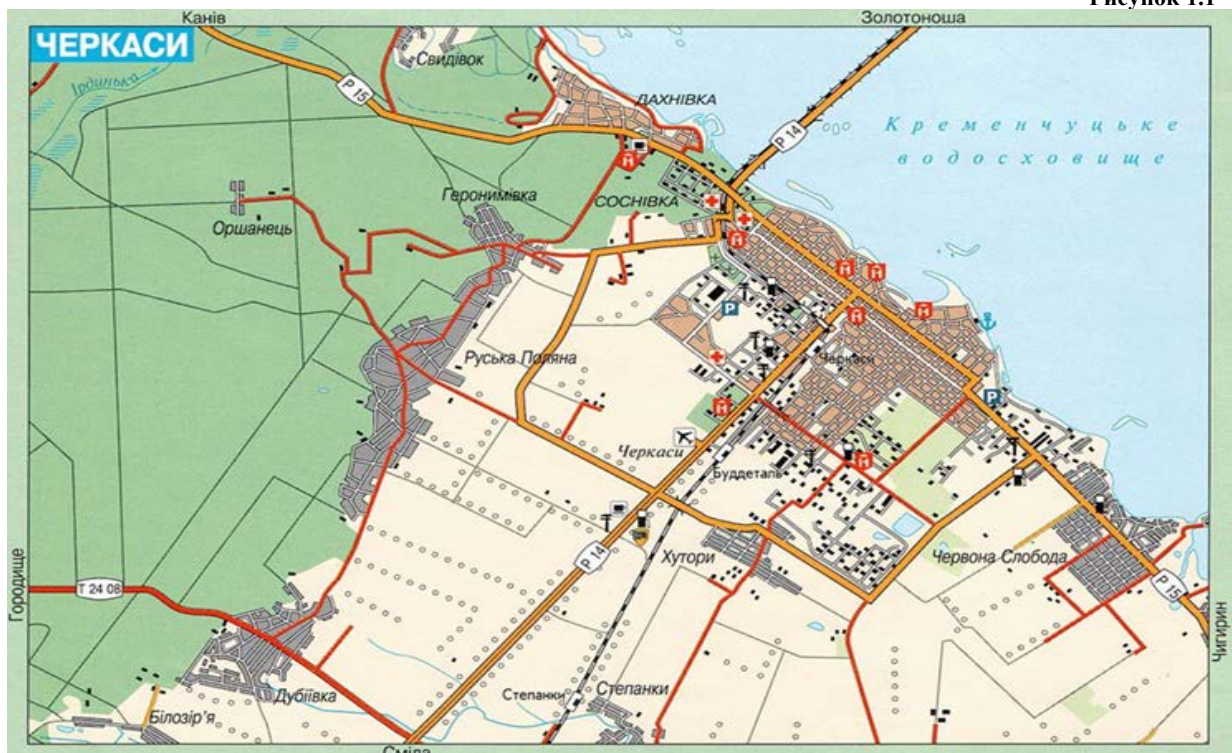 Рисунок 1.1
Канів
Золотоноша
ЧЕРКАСИ
Свидівок
Ірдинька
Р 15
ДАХНІВКА
Р 14
Кременчуцьке
водосховище
Геронимівка
СОСНІВКА
Оршанець
Р
Руська Поляна
Черкаси
Р
Черкаси
Буддеталь
Р 14
Хутори
Червона Слобода
Городище
Т 24 08
Р 15
Чигирин
Дубіївка
Степанки
Степанки
Білозір'я
Сміла